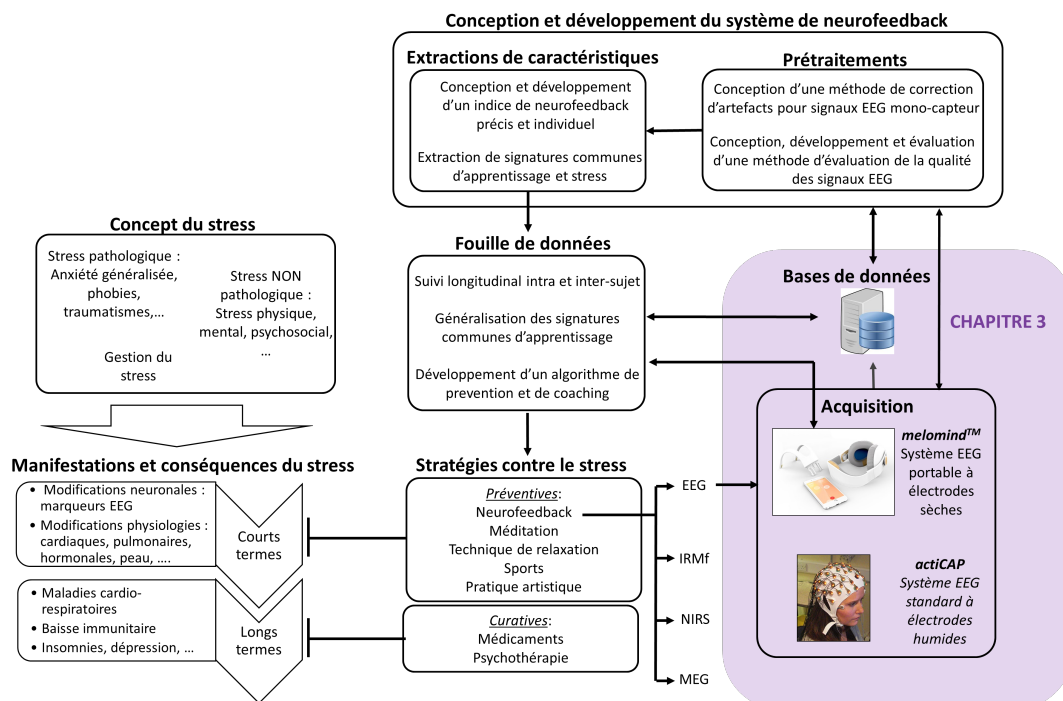 Conception et développement du système de neurofeedback
Extractions de caractéristiques
Conception et développement
d'un indice de neurofeedback
précis et individuel
Extraction de signatures communes
d'apprentissage et stress
Prétraitements
Conception d'une méthode de correction
d'artefacts pour signaux EEG mono-capteur
Conception, développement et évaluation
d'une méthode d'évaluation de la qualité
des signaux EEG
Concept du stress
Stress pathologique :
Anxiété généralisée,
phobies,
traumatismes,...
Stress NON
pathologique :
Stress physique,
mental, psychosocial,
...
Gestion du
stress
Fouille de données
Suivi longitudinal intra et inter-sujet
Généralisation des signatures
communes d'apprentissage
Développement d'un algorithme de
prevention et de coaching
Bases de données
CHAPITRE 3
Acquisition
melomindTM
Système EEG
portable à
électrodes
sèches
actiCAP
Système EEG
standard à
électrodes
humides
Manifestations et conséquences du stress
• Modifications neuronales :
marqueurs EEG
• Modifications physiologies :
cardiaques, pulmonaires,
hormonales, peau, ....
Courts
termes
• Maladies cardio-
respiratoires
• Baisse immunitaire
• Insomnies, dépression, ...
Longs
termes
Stratégies contre le stress
Préventives:
Neurofeedback
Méditation
Technique de relaxation
Sports
Pratique artistique
Curatives:
Médicaments
Psychothérapie
EEG
IRMf
NIRS
MEG